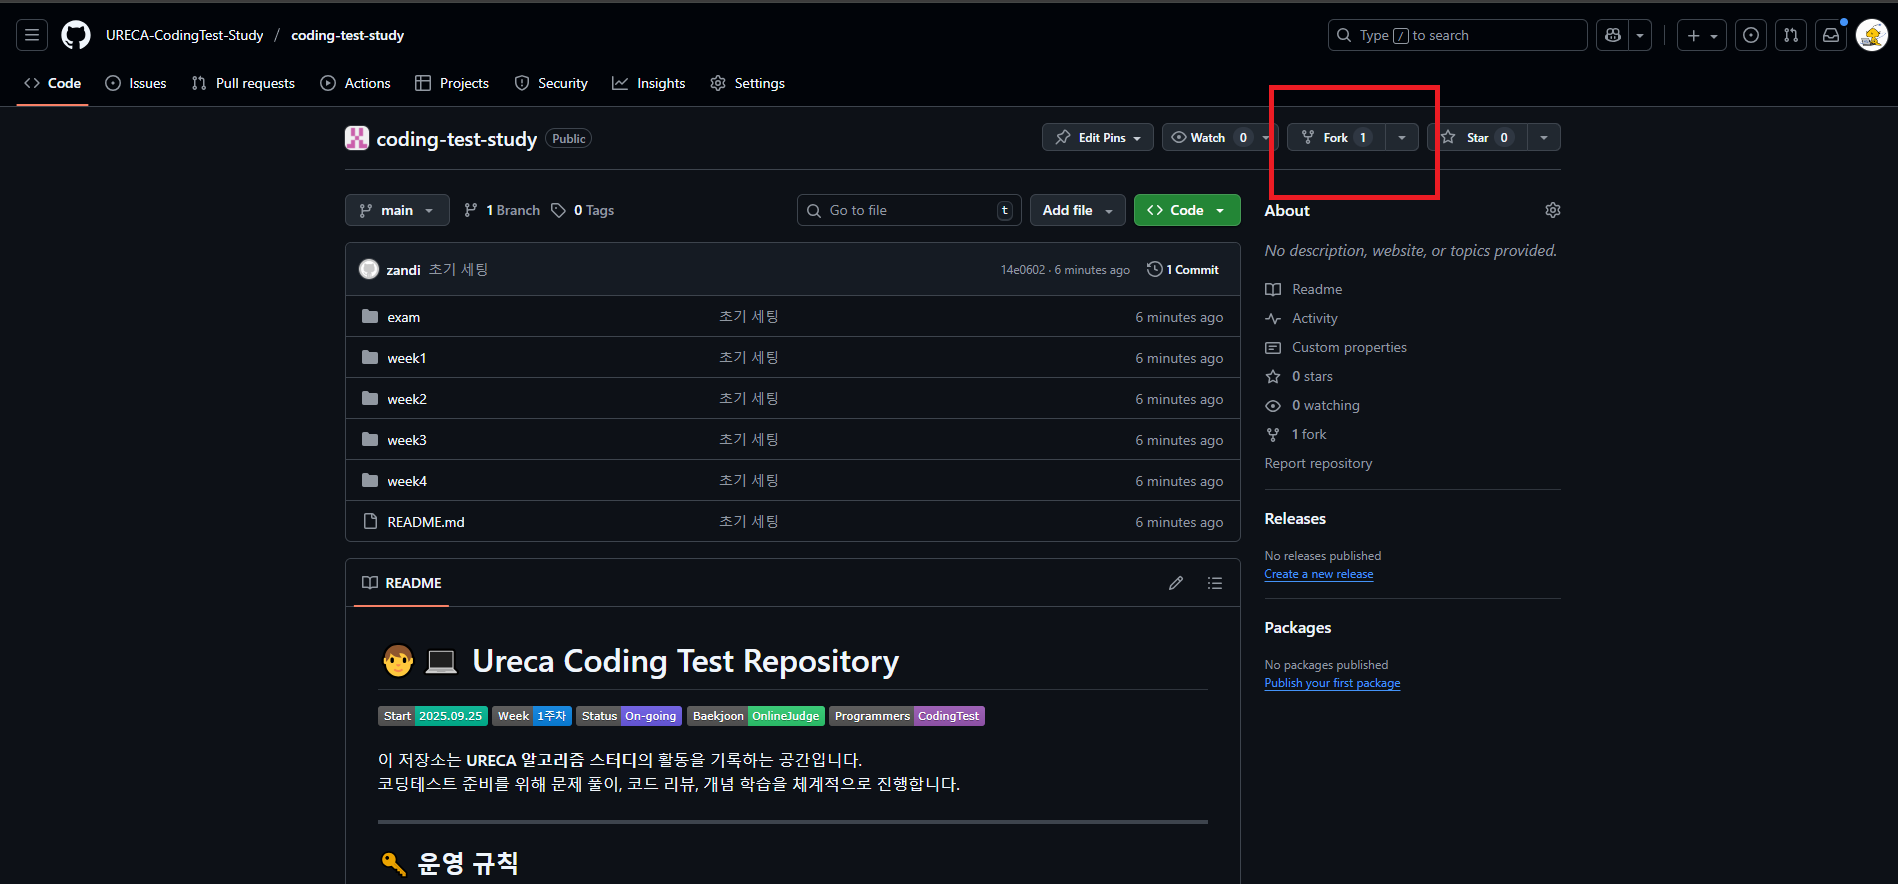 URECA-CodingTest-Study / coding-test-study
Type / to search
Code Issues Pull requests Actions Projects Security Insights Settings
coding-test-study Public
Edit Pins Watch 0 Fork 1 Star 0
main 1 Branch 0 Tags Go to file t Add file Code
zandi 초기 세팅 14e0602 · 6 minutes ago 1 Commit
exam 초기 세팅 6 minutes ago
week1 초기 세팅 6 minutes ago
week2 초기 세팅 6 minutes ago
week3 초기 세팅 6 minutes ago
week4 초기 세팅 6 minutes ago
README.md 초기 세팅 6 minutes ago
README
Ureca Coding Test Repository
Start 2025.09.25 Week 1주차 Status On-going Baekjoon OnlineJudge Programmers CodingTest
이 저장소는 URECA 알고리즘 스터디의 활동을 기록하는 공간입니다.
코딩테스트 준비를 위해 문제 풀이, 코드 리뷰, 개념 학습을 체계적으로 진행합니다.
운영 규칙
About
No description, website, or topics provided.
Readme
Activity
Custom properties
0 stars
0 watching
1 fork
Report repository
Releases
No releases published
Create a new release
Packages
No packages published
Publish your first package